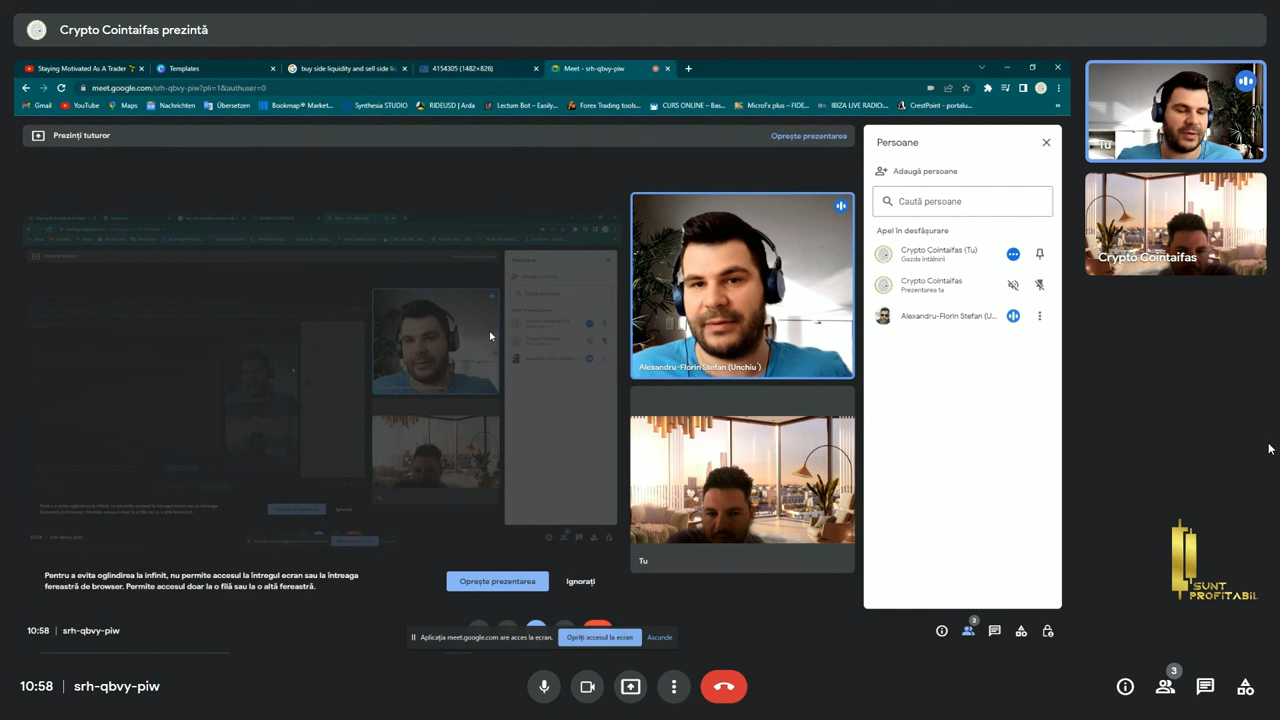 Crypto Cointaifas prezintă
Staying Motivated As A Trader
Templates
buy side liquidity and sell side li
4154305 (1482×826)
Meet - srh-qbvy-piw
meet.google.com/srh-qbvy-piw?pli=1&authuser=0
Gmail
YouTube
Maps
Nachrichten
Übersetzen
Bookmap® Market...
Synthesia STUDIO
RIDEUSD | Arda
Lecture Bot – Easily...
Forex Trading tools...
CURS ONLINE – Bas...
MicroFx plus – FIDE...
IBIZA LIVE RADIO:...
CrestPoint - portalu...
Prezinți tuturor
Oprește prezentarea
Persoane
Adaugă persoane
Caută persoane
Apel în desfășurare
Crypto Cointaifas (Tu)
Gazda întâlnirii
Crypto Cointaifas
Prezentarea ta
Alexandru-Florin Stefan (U...
Alexandru-Florin Stefan (Unchiu`)
Tu
Tu
Crypto Cointaifas
Pentru a evita oglindirea la infinit, nu permite accesul la întregul ecran sau la întreaga
fereastră de browser. Permite accesul doar la o filă sau la o altă fereastră.
Oprește prezentarea
Ignorați
10:58
srh-qbvy-piw
Aplicația meet.google.com are acces la ecran.
Opriți accesul la ecran
Ascunde
3
SUNT
PROFITABIL
10:58
srh-qbvy-piw
3